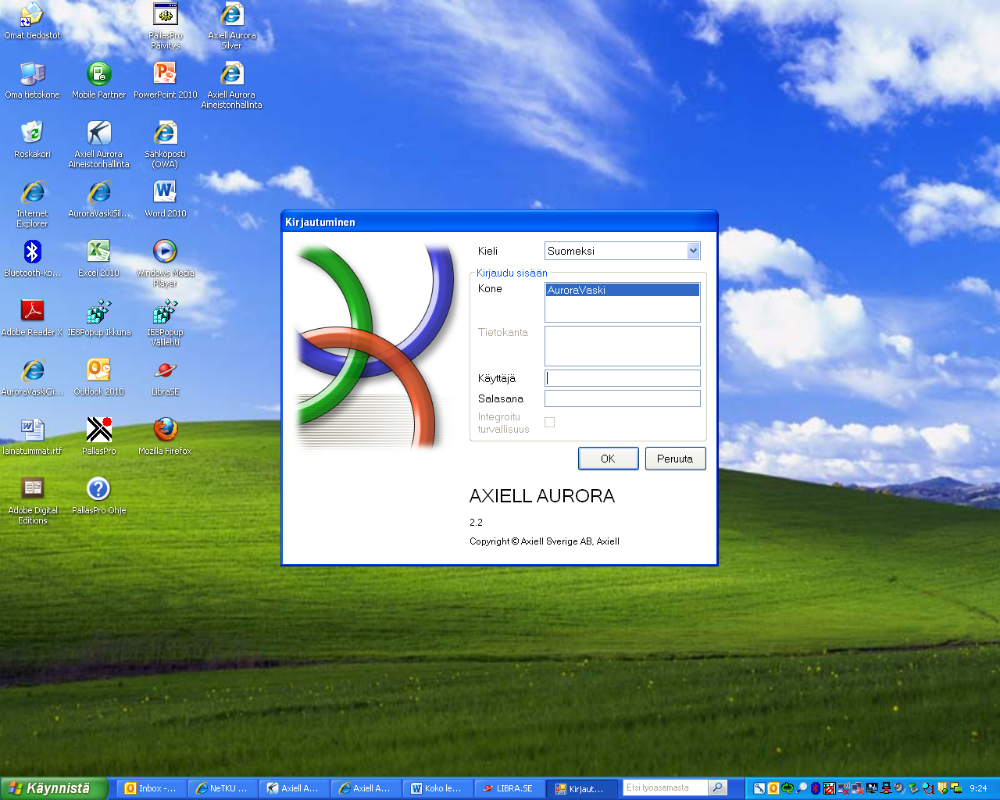 Omat tiedostot
PallasPro
Päivitys
Axiell Aurora
Silver
Oma tietokone
Mobile Partner
PowerPoint 2010
Axiell Aurora
Aineistonhallinta
Roskakori
Axiell Aurora
Aineistonhallinta
Sähköposti
(OWA)
Internet
Explorer
AuroraVaskiSil...
Word 2010
Bluetooth-ko...
Excel 2010
Windows Media
Player
Adobe Reader X
IE8Popup Ikkuna
IE8Popup
Välilehti
AuroraVaskiCli...
Outlook 2010
LibraSE
lainatuimmat.rtf
PallasPro
Mozilla Firefox
Adobe Digital
Editions
PallasPro Ohje
Kirjautuminen
Kieli
Suomeksi
Kirjaudu sisään
Kone
AuroraVaski
Tietokanta
Käyttäjä
Salasana
Integroitu
turvallisuus
OK
Peruuta
AXIELL AURORA
2.2
Copyright © Axiell Sverige AB, Axiell
Käynnistä
Inbox -...
NeTKU ...
Axiell A...
Axiell A...
Koko le...
LIBRA.SE
Kirjaut...
Etsi työasemasta
9:24